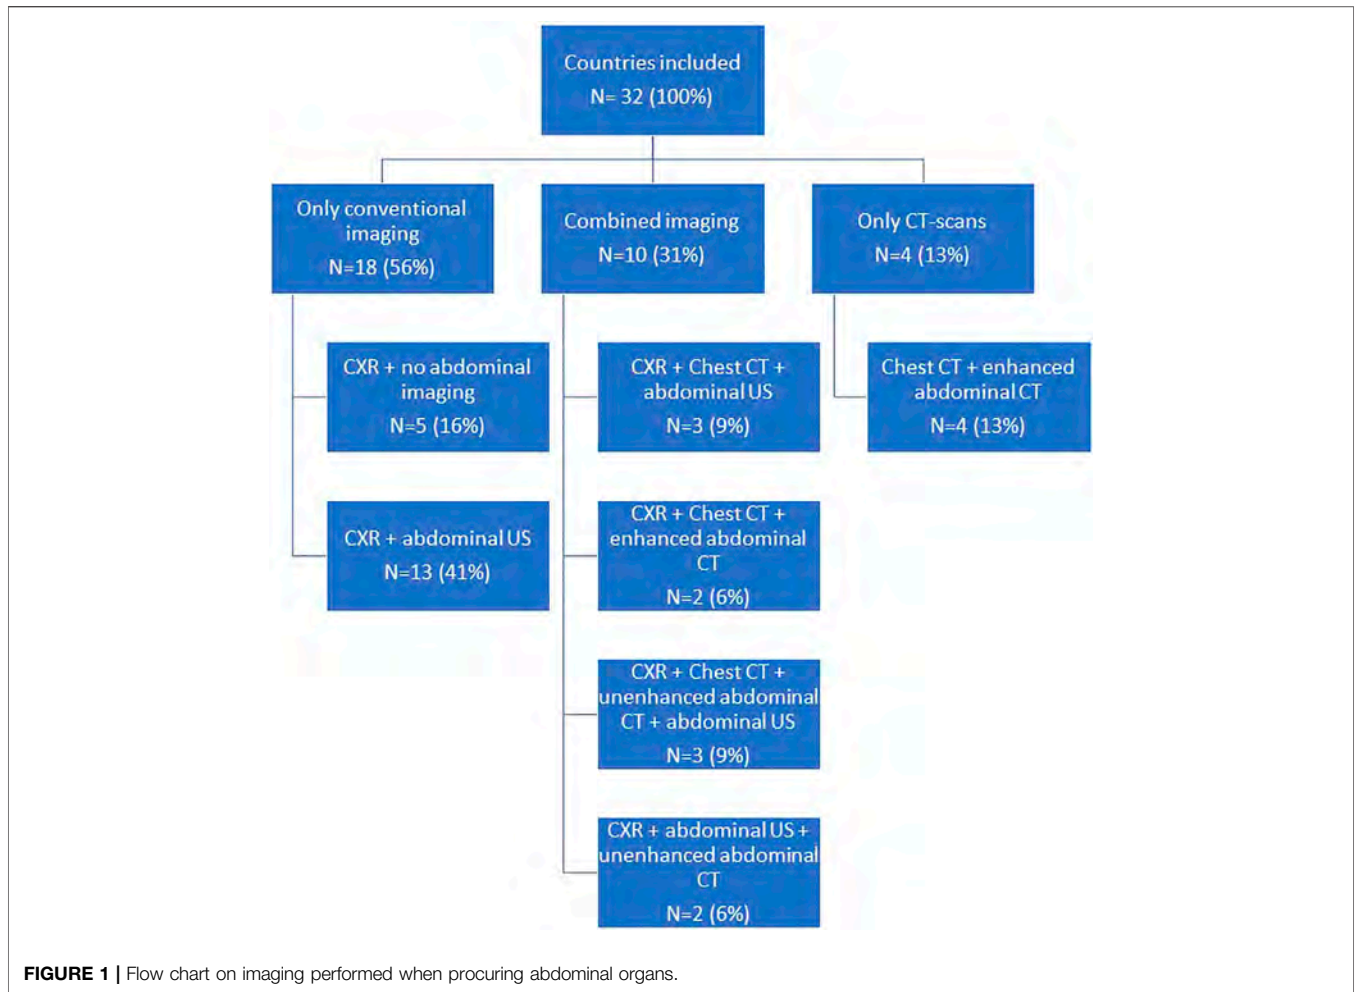 Countries included
N= 32 (100%)
Only conventional
imaging
N=18 (56%)
Combined imaging
N=10 (31%)
Only CT-scans
N=4 (13%)
CXR + no abdominal
imaging
N=5 (16%)
CXR + Chest CT +
abdominal US
N=3 (9%)
Chest CT + enhanced
abdominal CT
N=4 (13%)
CXR + abdominal US
N=13 (41%)
CXR + Chest CT +
enhanced abdominal
CT
N=2 (6%)
CXR + Chest CT +
unenhanced abdominal
CT + abdominal US
N=3 (9%)
CXR + abdominal US +
unenhanced abdominal
CT
N=2 (6%)
FIGURE 1 | Flow chart on imaging performed when procuring abdominal organs.